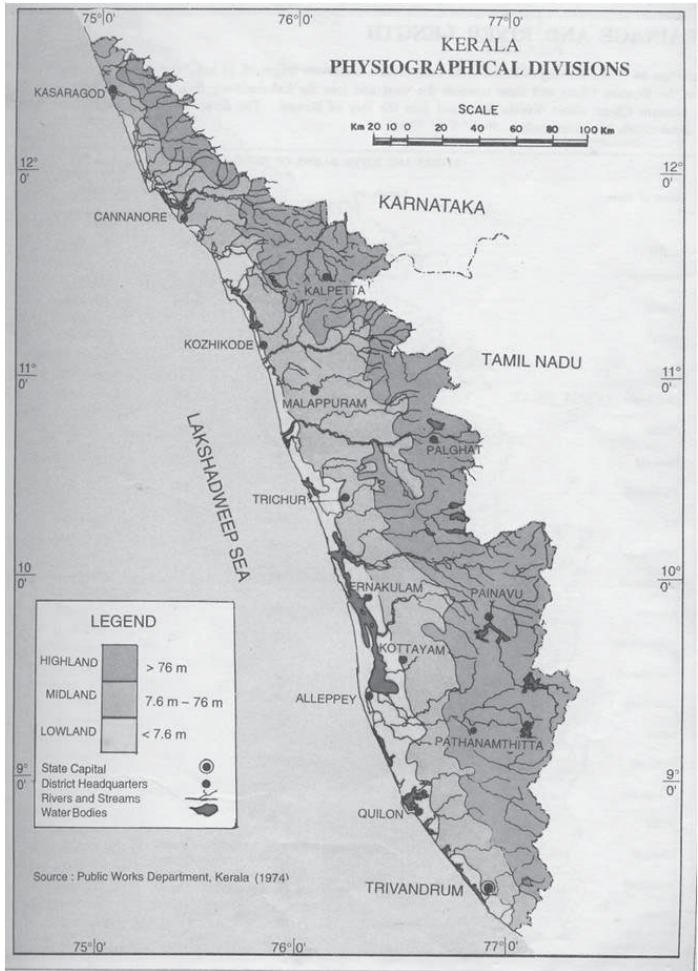 75°0'
76°0'
77°0'
KERALA
PHYSIOGRAPHICAL DIVISIONS
SCALE
Km 20 10 0 20 40 60 80 100 Km
KASARAGOD
12°
0'
12°
0'
CANNANORE
KARNATAKA
KALPETTA
KOZHIKODE
11°
0'
TAMIL NADU
11°
0'
MALAPPURAM
PALGHAT
LAKSHADWEEP SEA
TRICHUR
10
0'
10°
0'
ERNAKULAM
PAINAVU
KOTTAYAM
ALLEPPEY
PATHANAMTHITTA
9°
0'
9°
0'
QUILON
TRIVANDRUM
LEGEND
HIGHLAND > 76 m
MIDLAND 7.6 m – 76 m
LOWLAND < 7.6 m
State Capital
District Headquarters
Rivers and Streams
Water Bodies
Source : Public Works Department, Kerala (1974)
75°0'
76°0'
77°0'